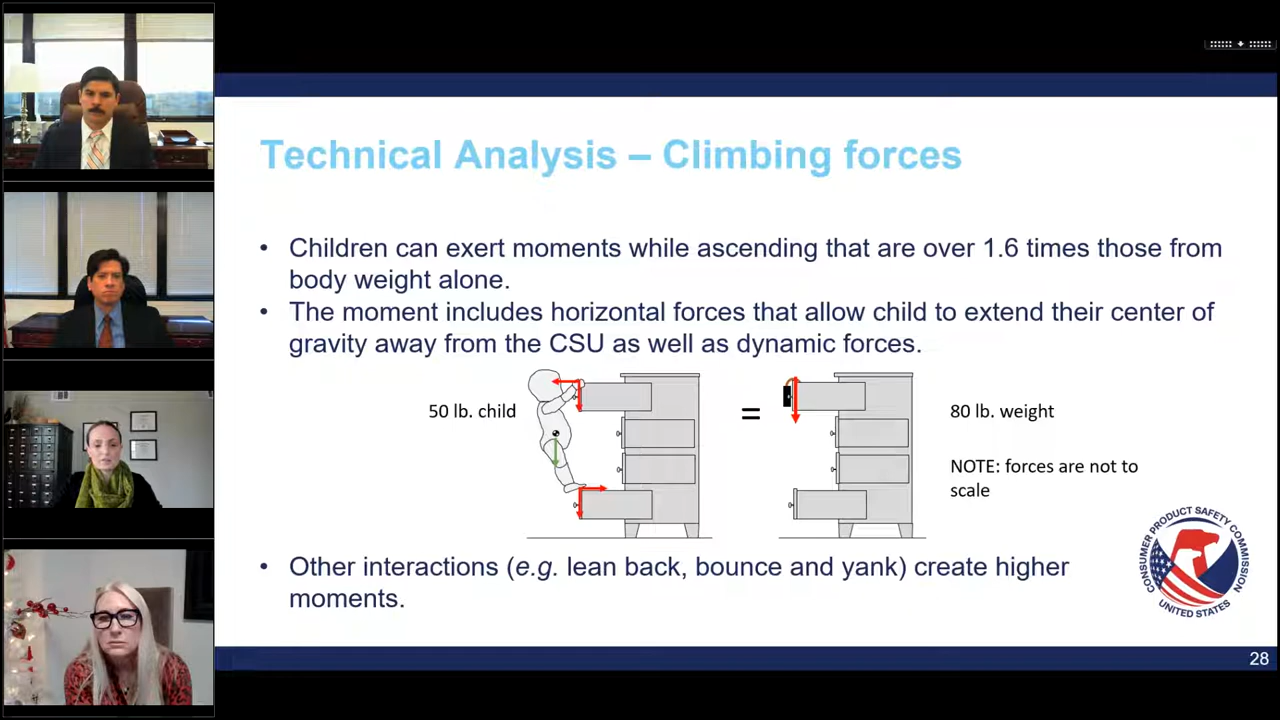 Technical Analysis – Climbing forces
• Children can exert moments while ascending that are over 1.6 times those from
body weight alone.
• The moment includes horizontal forces that allow child to extend their center of
gravity away from the CSU as well as dynamic forces.
50 lb. child
=
80 lb. weight
NOTE: forces are not to
scale
• Other interactions (e.g. lean back, bounce and yank) create higher
moments.
CONSUMER PRODUCT SAFETY COMMISSION
UNITED STATES
28